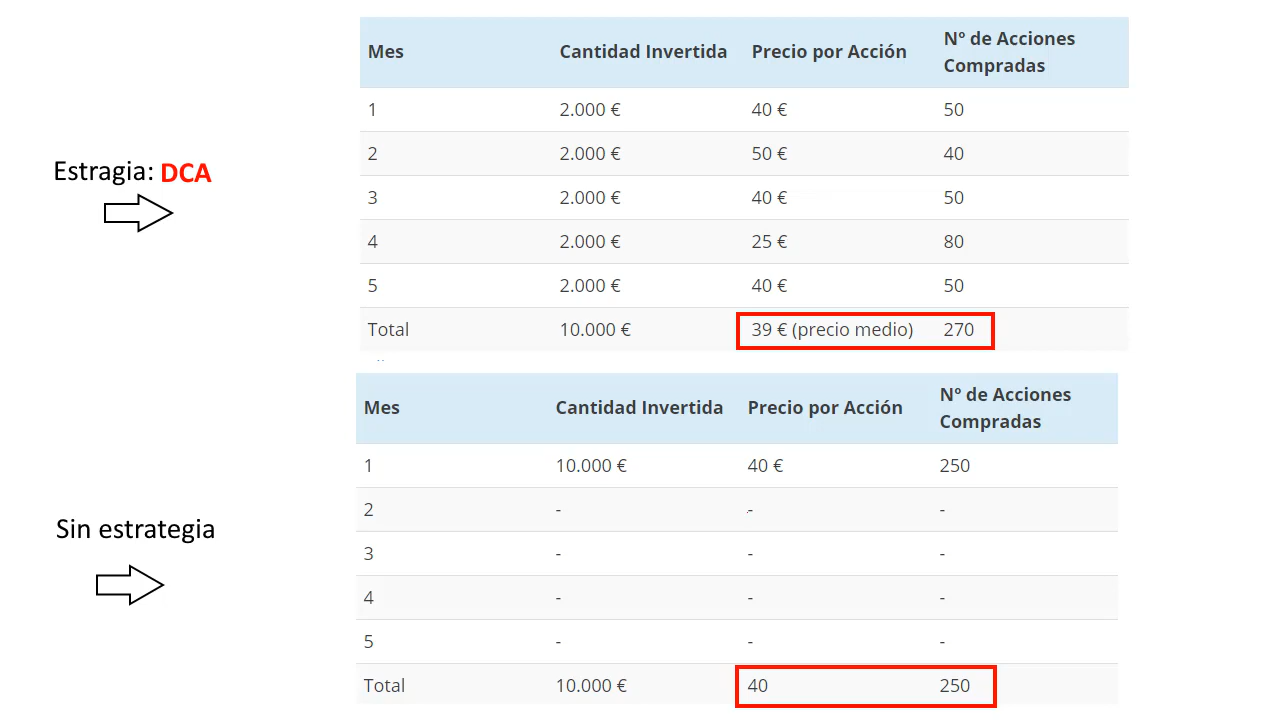 Estragia: DCA
Mes Cantidad Invertida Precio por Acción Nº de Acciones Compradas
1 2.000 € 40 € 50
2 2.000 € 50 € 40
3 2.000 € 40 € 50
4 2.000 € 25 € 80
5 2.000 € 40 € 50
Total 10.000 € 39 € (precio medio) 270
Sin estrategia
Mes Cantidad Invertida Precio por Acción Nº de Acciones Compradas
1 10.000 € 40 € 250
2 - - -
3 - - -
4 - - -
5 - - -
Total 10.000 € 40 250